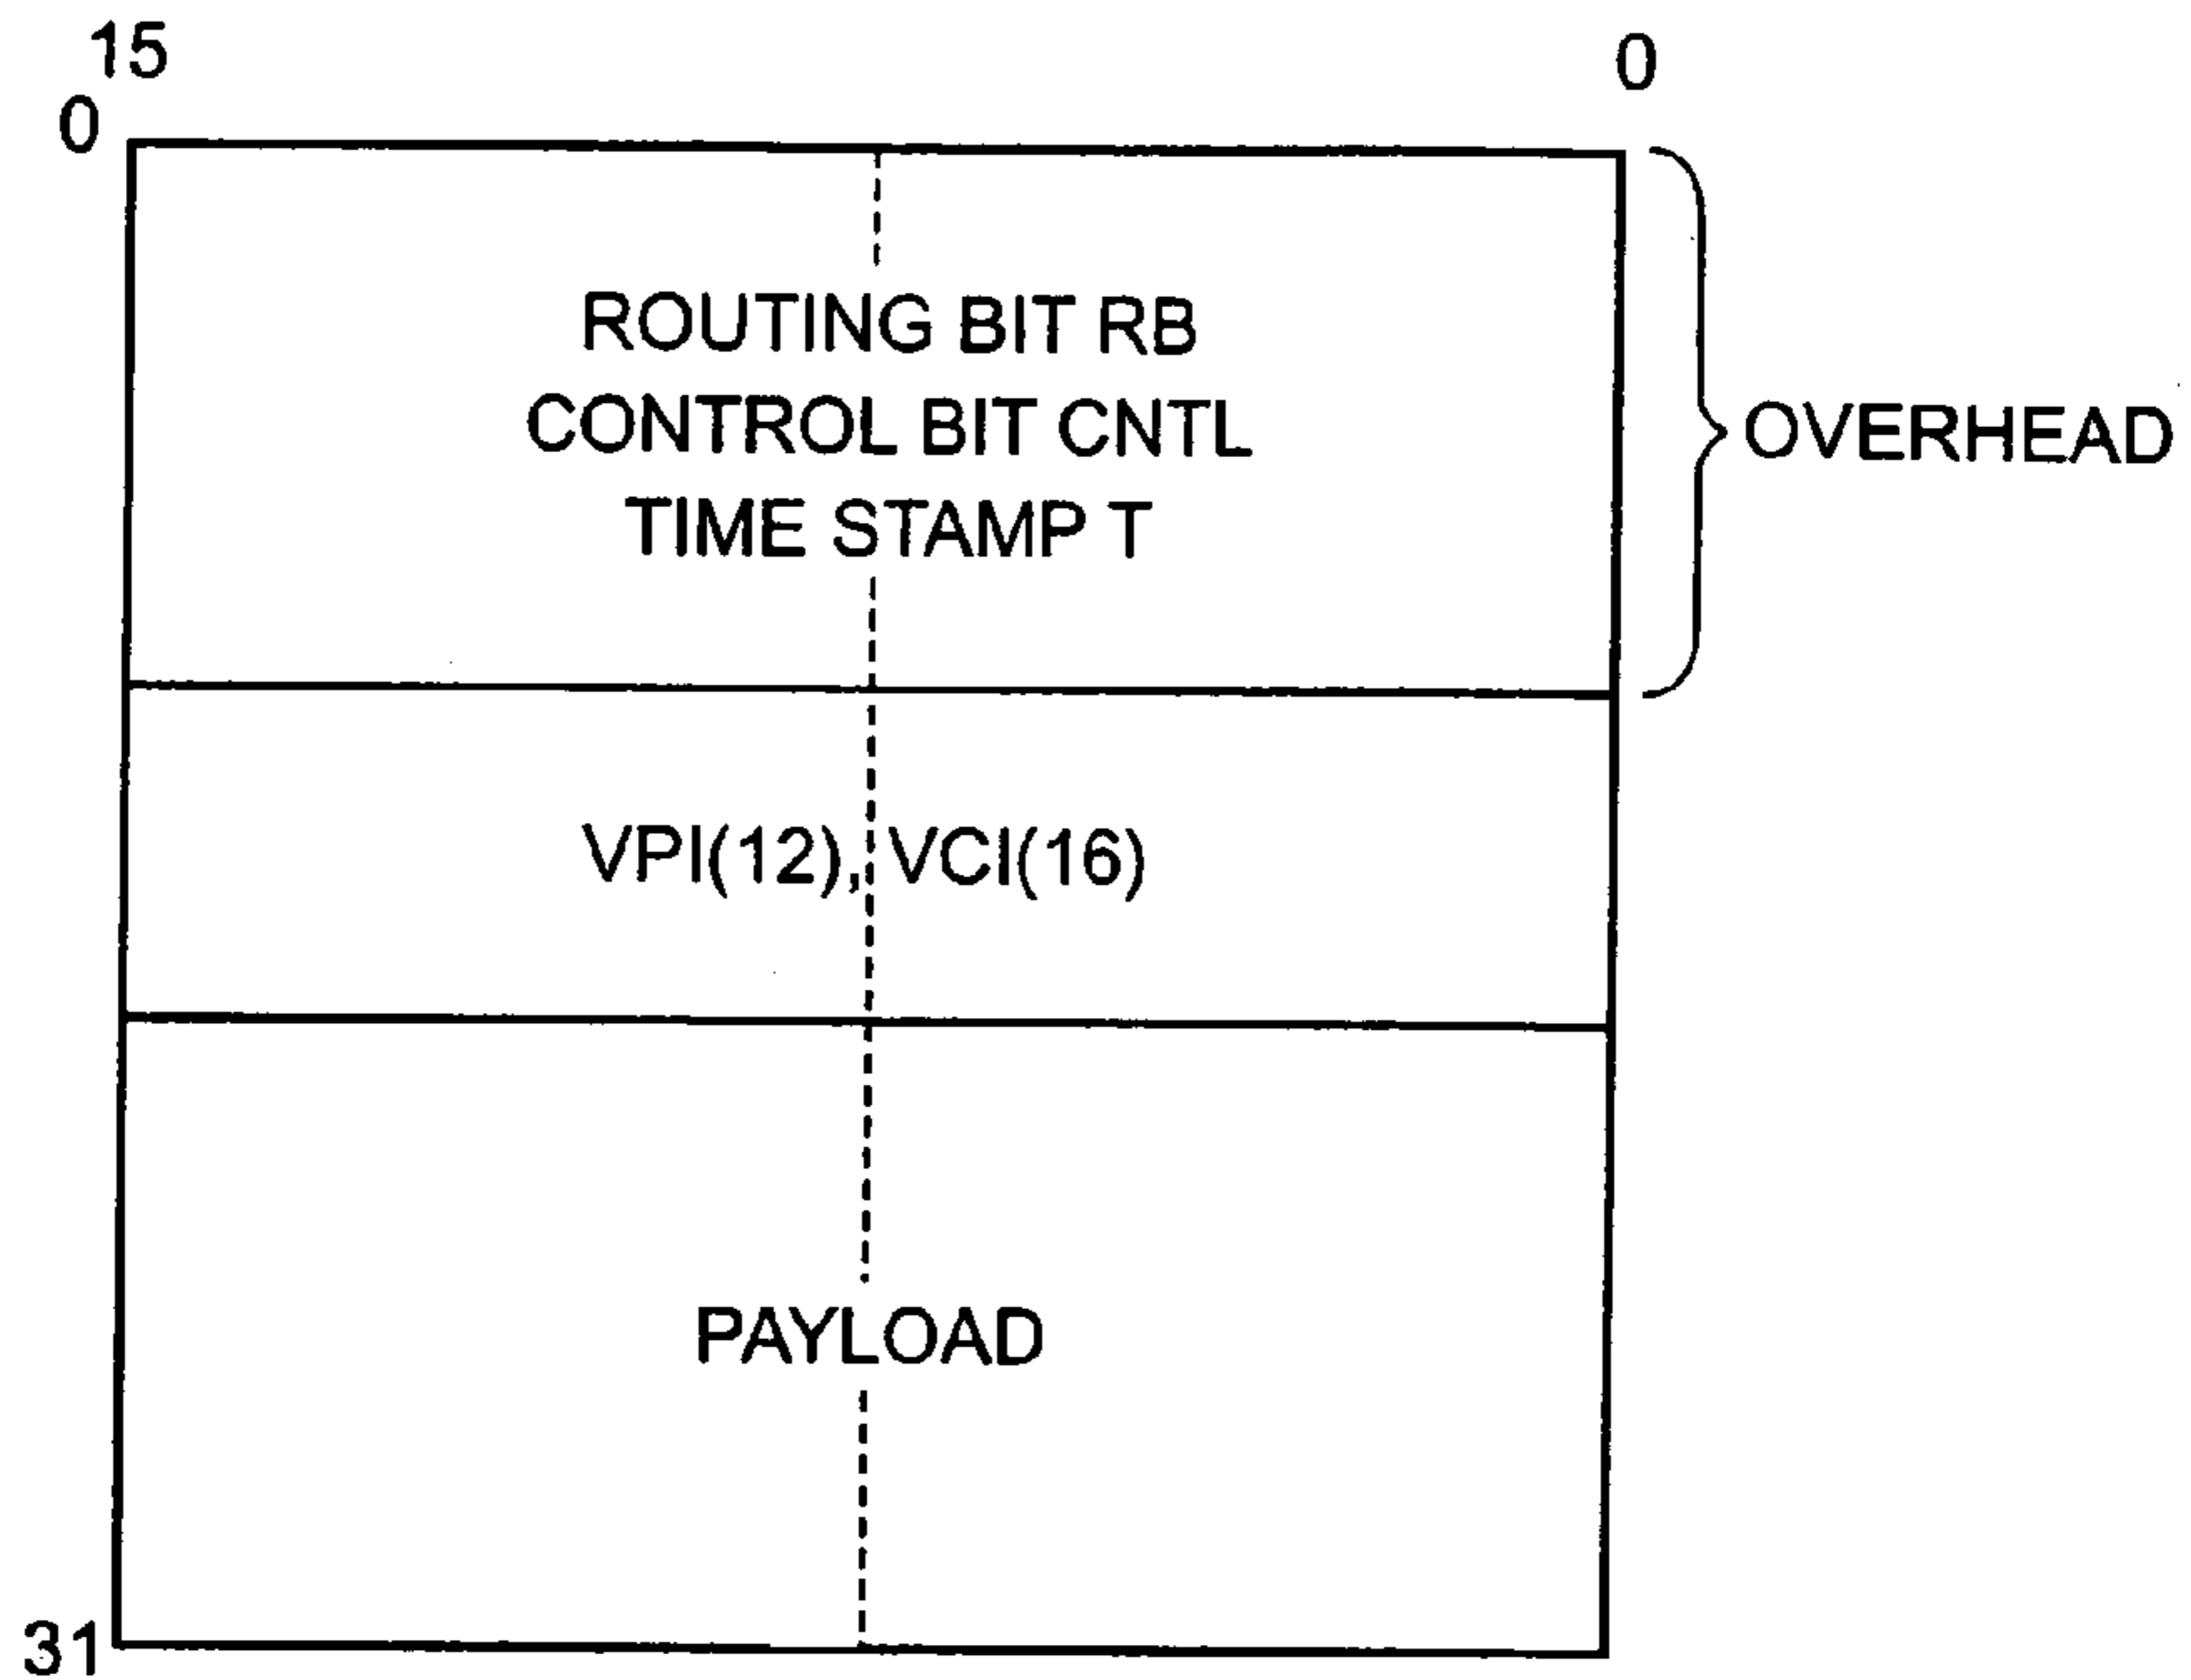 15
0
0
ROUTING BIT RB
CONTROL BIT CNTL
TIME STAMP T
OVERHEAD
VPI(12), VCI(16)
PAYLOAD
31